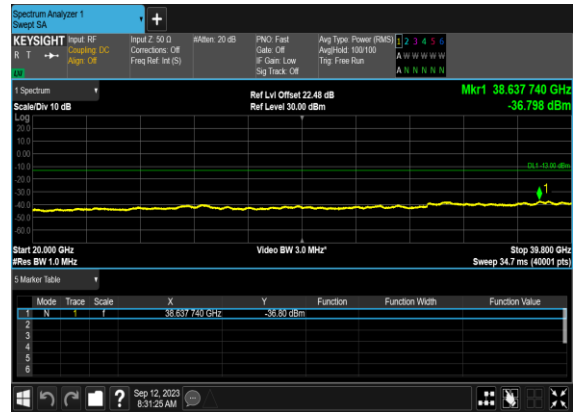 Spectrum Analyzer 1
Swept SA
+
KEYSIGHT Input: RF Input Z: 50 Ω #Atten: 20 dB PNO: Fast Avg Type: Power (RMS) 1 2 3 4 5 6
R T Coupling: DC Corrections: Off Gate: Off Avg|Hold: 100/100 A W W W W W
Align: Off Freq Ref: Int (S) IF Gain: Low Trig: Free Run
LW Sig Track: Off A N N N N N
1 Spectrum Ref Lvl Offset 22.48 dB Mkr1 38.637 740 GHz
Scale/Div 10 dB Ref Level 30.00 dBm -36.798 dBm
Log
20.0
10.0
0.00
-10.0
DL1 -13.00 dBm
-20.0
-30.0
1
-40.0
-50.0
-60.0
Start 20.000 GHz Video BW 3.0 MHz* Stop 39.800 GHz
#Res BW 1.0 MHz Sweep 34.7 ms (40001 pts)
5 Marker Table
Mode Trace Scale X Y Function Function Width Function Value
1 N 1 f 38.637 740 GHz -36.80 dBm
2
3
4
5
6
? Sep 12, 2023
8:31:25 AM